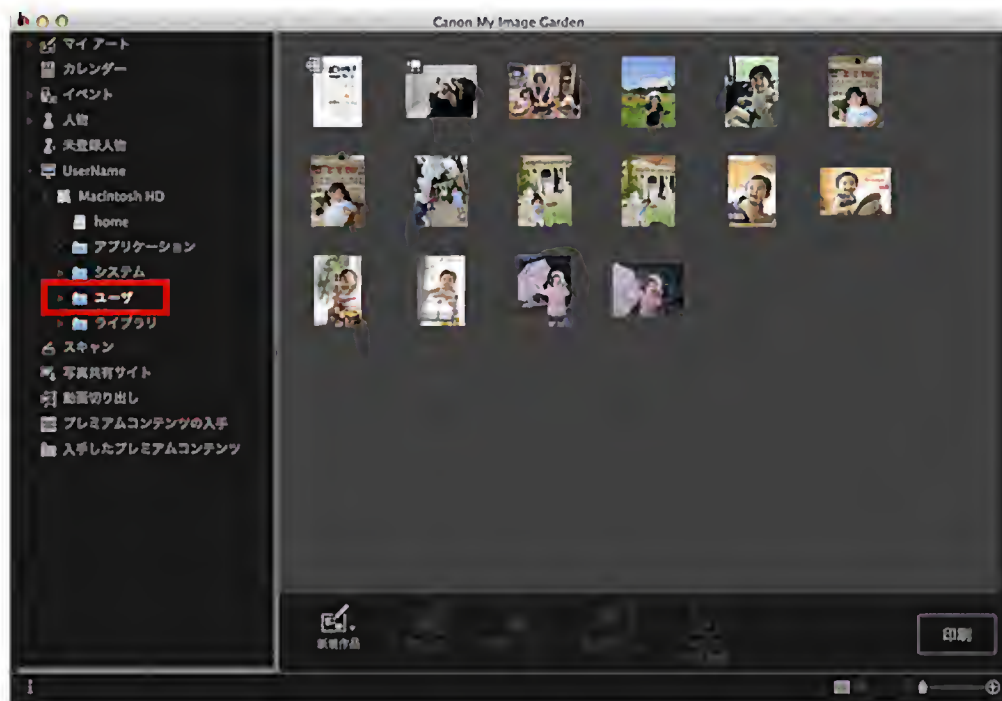 Canon My Image Garden
マイ アート
カレンダー
イベント
人物
未登録人物
UserName
Macintosh HD
home
アプリケーション
システム
ユーザ
ライブラリ
スキャン
写真共有サイト
動画切り出し
プレミアムコンテンツの入手
入手したプレミアムコンテンツ
新規作品
印刷